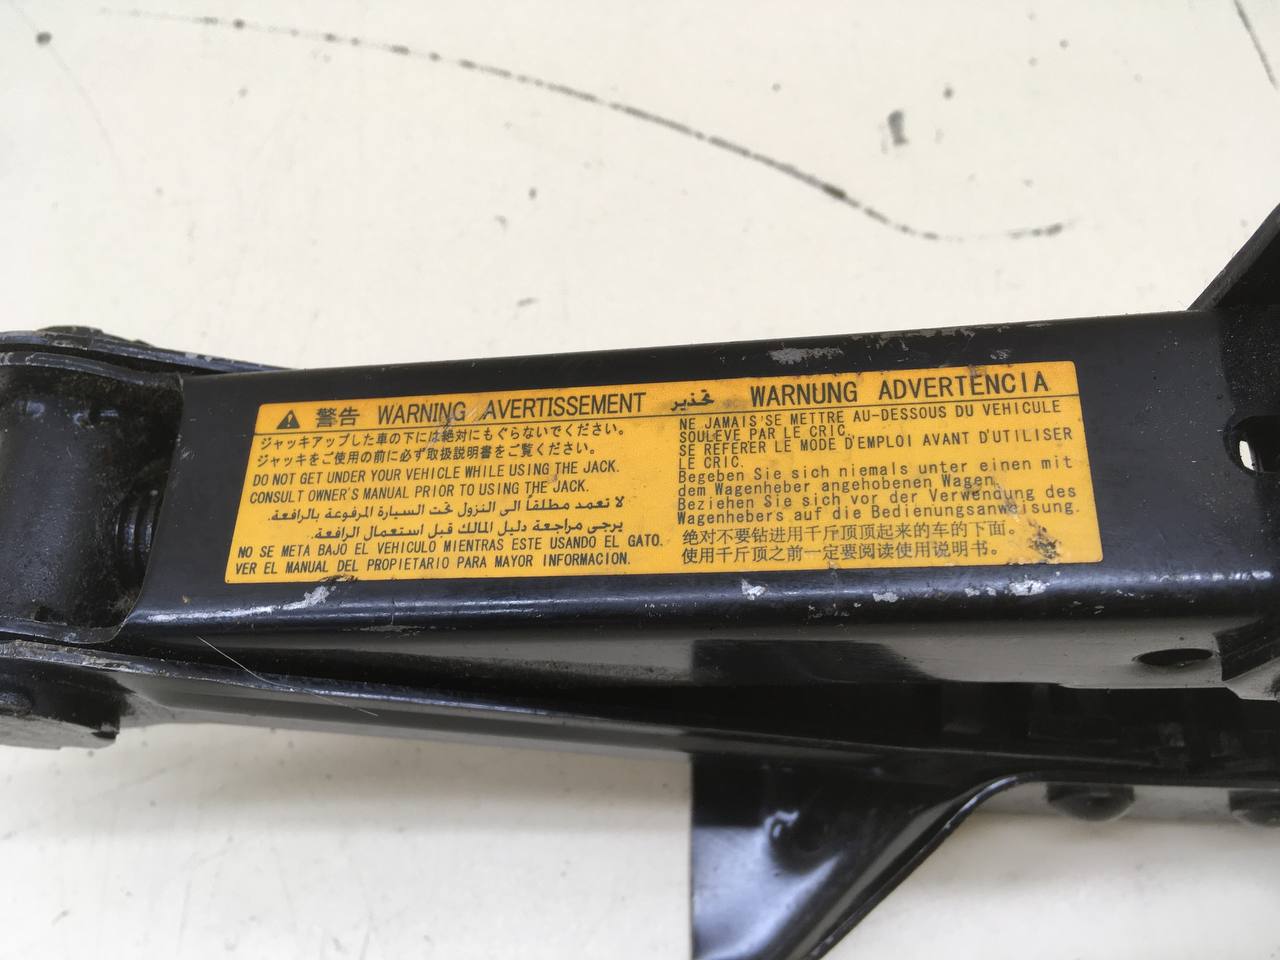 警告 WARNING AVERTISSEMENT تحذير WARNUNG ADVERTENCIA
ジャッキアップした車の下には絶対にもぐらないでください。
ジャッキをご使用の前に必ず取扱説明書をご覧ください。
DO NOT GET UNDER YOUR VEHICLE WHILE USING THE JACK.
CONSULT OWNER'S MANUAL PRIOR TO USING THE JACK.
لا تعمد مطلقاً الى النزول تحت السيارة المرفوعة بالرافعة.
يرجى مراجعة دليل المالك قبل استعمال الرافعة.
NO SE META BAJO EL VEHICULO MIENTRAS ESTE USANDO EL GATO.
VER EL MANUAL DEL PROPIETARIO PARA MAYOR INFORMACION.
NE JAMAIS SE METTRE AU-DESSOUS DU VEHICULE
SOULEVE PAR LE CRIC.
SE REFERER LE MODE D'EMPLOI AVANT D'UTILISER
LE CRIC.
Begeben Sie sich niemals unter einen mit
dem Wagenheber angehobenen Wagen.
Beziehen Sie sich vor der Verwendung des
Wagenhebers auf die Bedienungsanweisung.
绝对不要钻进用千斤顶顶起来的车的下面。
使用千斤顶之前一定要阅读使用说明书。